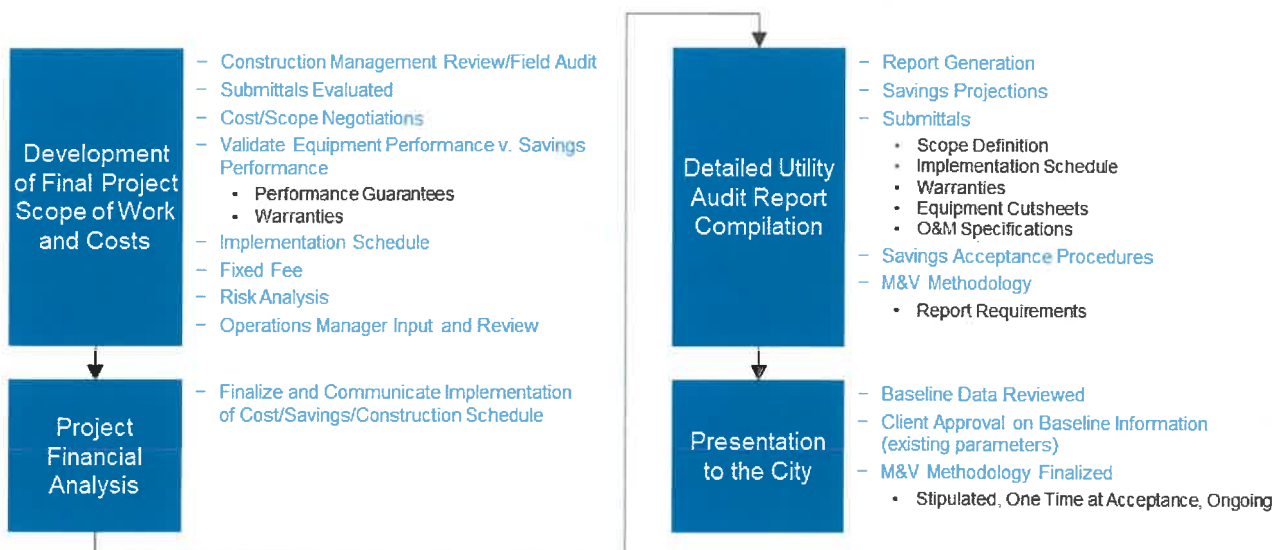 Development
of Final Project
Scope of Work
and Costs
– Construction Management Review/Field Audit
– Submittals Evaluated
– Cost/Scope Negotiations
– Validate Equipment Performance v. Savings
Performance
• Performance Guarantees
• Warranties
– Implementation Schedule
– Fixed Fee
– Risk Analysis
– Operations Manager Input and Review
Project
Financial
Analysis
– Finalize and Communicate Implementation
of Cost/Savings/Construction Schedule
Detailed Utility
Audit Report
Compilation
– Report Generation
– Savings Projections
– Submittals
• Scope Definition
• Implementation Schedule
• Warranties
• Equipment Cutsheets
• O&M Specifications
– Savings Acceptance Procedures
– M&V Methodology
• Report Requirements
Presentation
to the City
– Baseline Data Reviewed
– Client Approval on Baseline Information
(existing parameters)
– M&V Methodology Finalized
• Stipulated, One Time at Acceptance, Ongoing